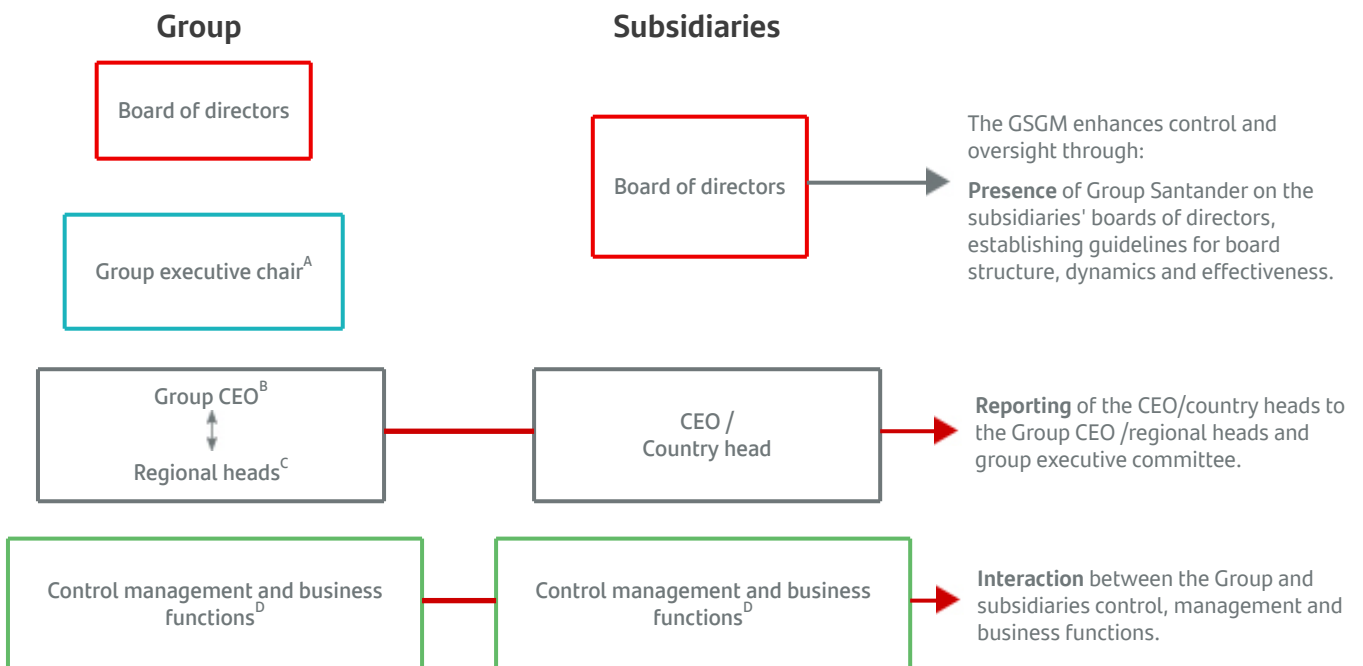 Group
Subsidiaries
Board of directors
Board of directors
The GSGM enhances control and
oversight through:
Presence of Group Santander on the
subsidiaries' boards of directors,
establishing guidelines for board
structure, dynamics and effectiveness.
Group executive chairA
Group CEOB
Regional headsC
CEO /
Country head
Reporting of the CEO/country heads to
the Group CEO /regional heads and
group executive committee.
Control management and business
functionsD
Control management and business
functionsD
Interaction between the Group and
subsidiaries control, management and
business functions.